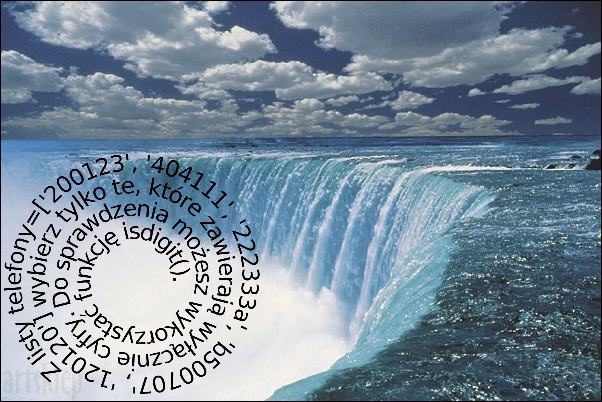 Z listy telefony=['200123', '404111', '222333a', 'b500707', '120120'] wybierz tylko te, które zawierają wyłącznie cyfry. Do sprawdzenia możesz wykorzystać funkcję isdigit().